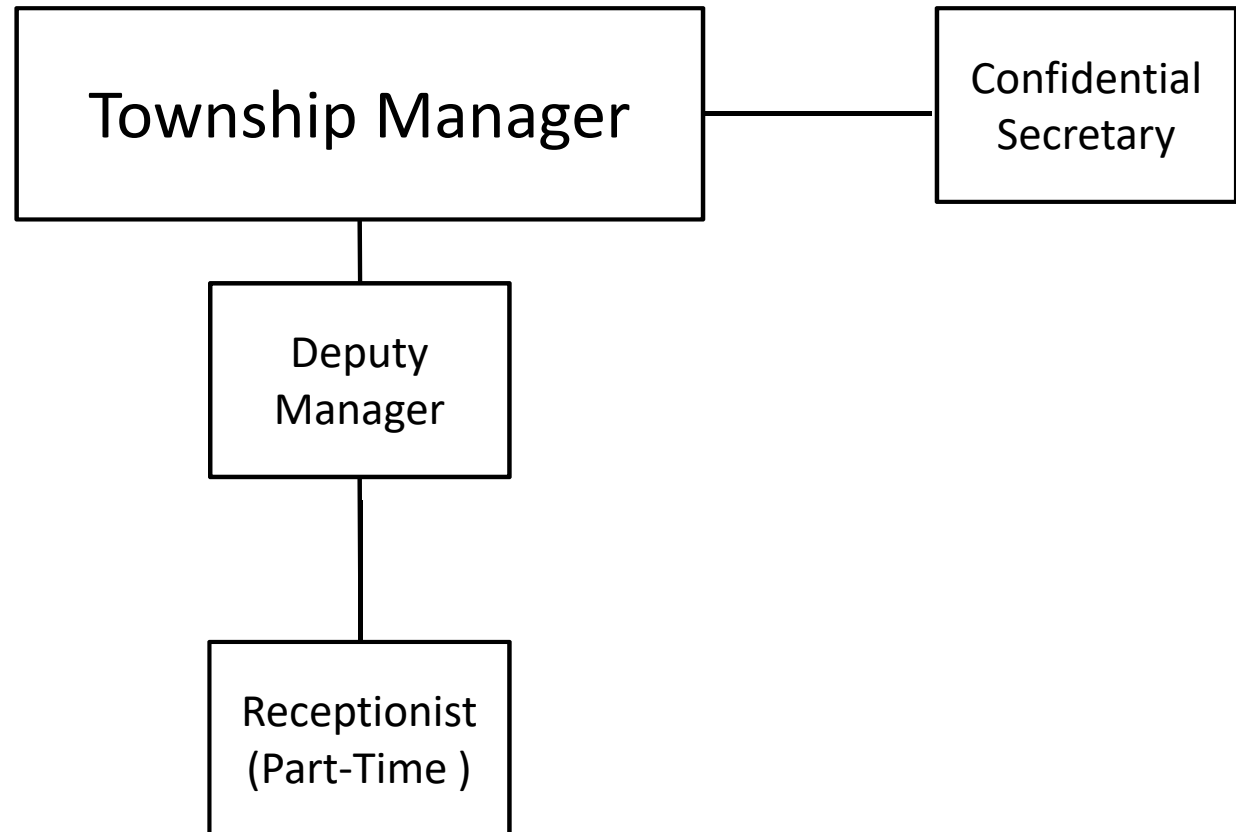 Township Manager
Confidential
Secretary
Deputy
Manager
Receptionist
(Part-Time )